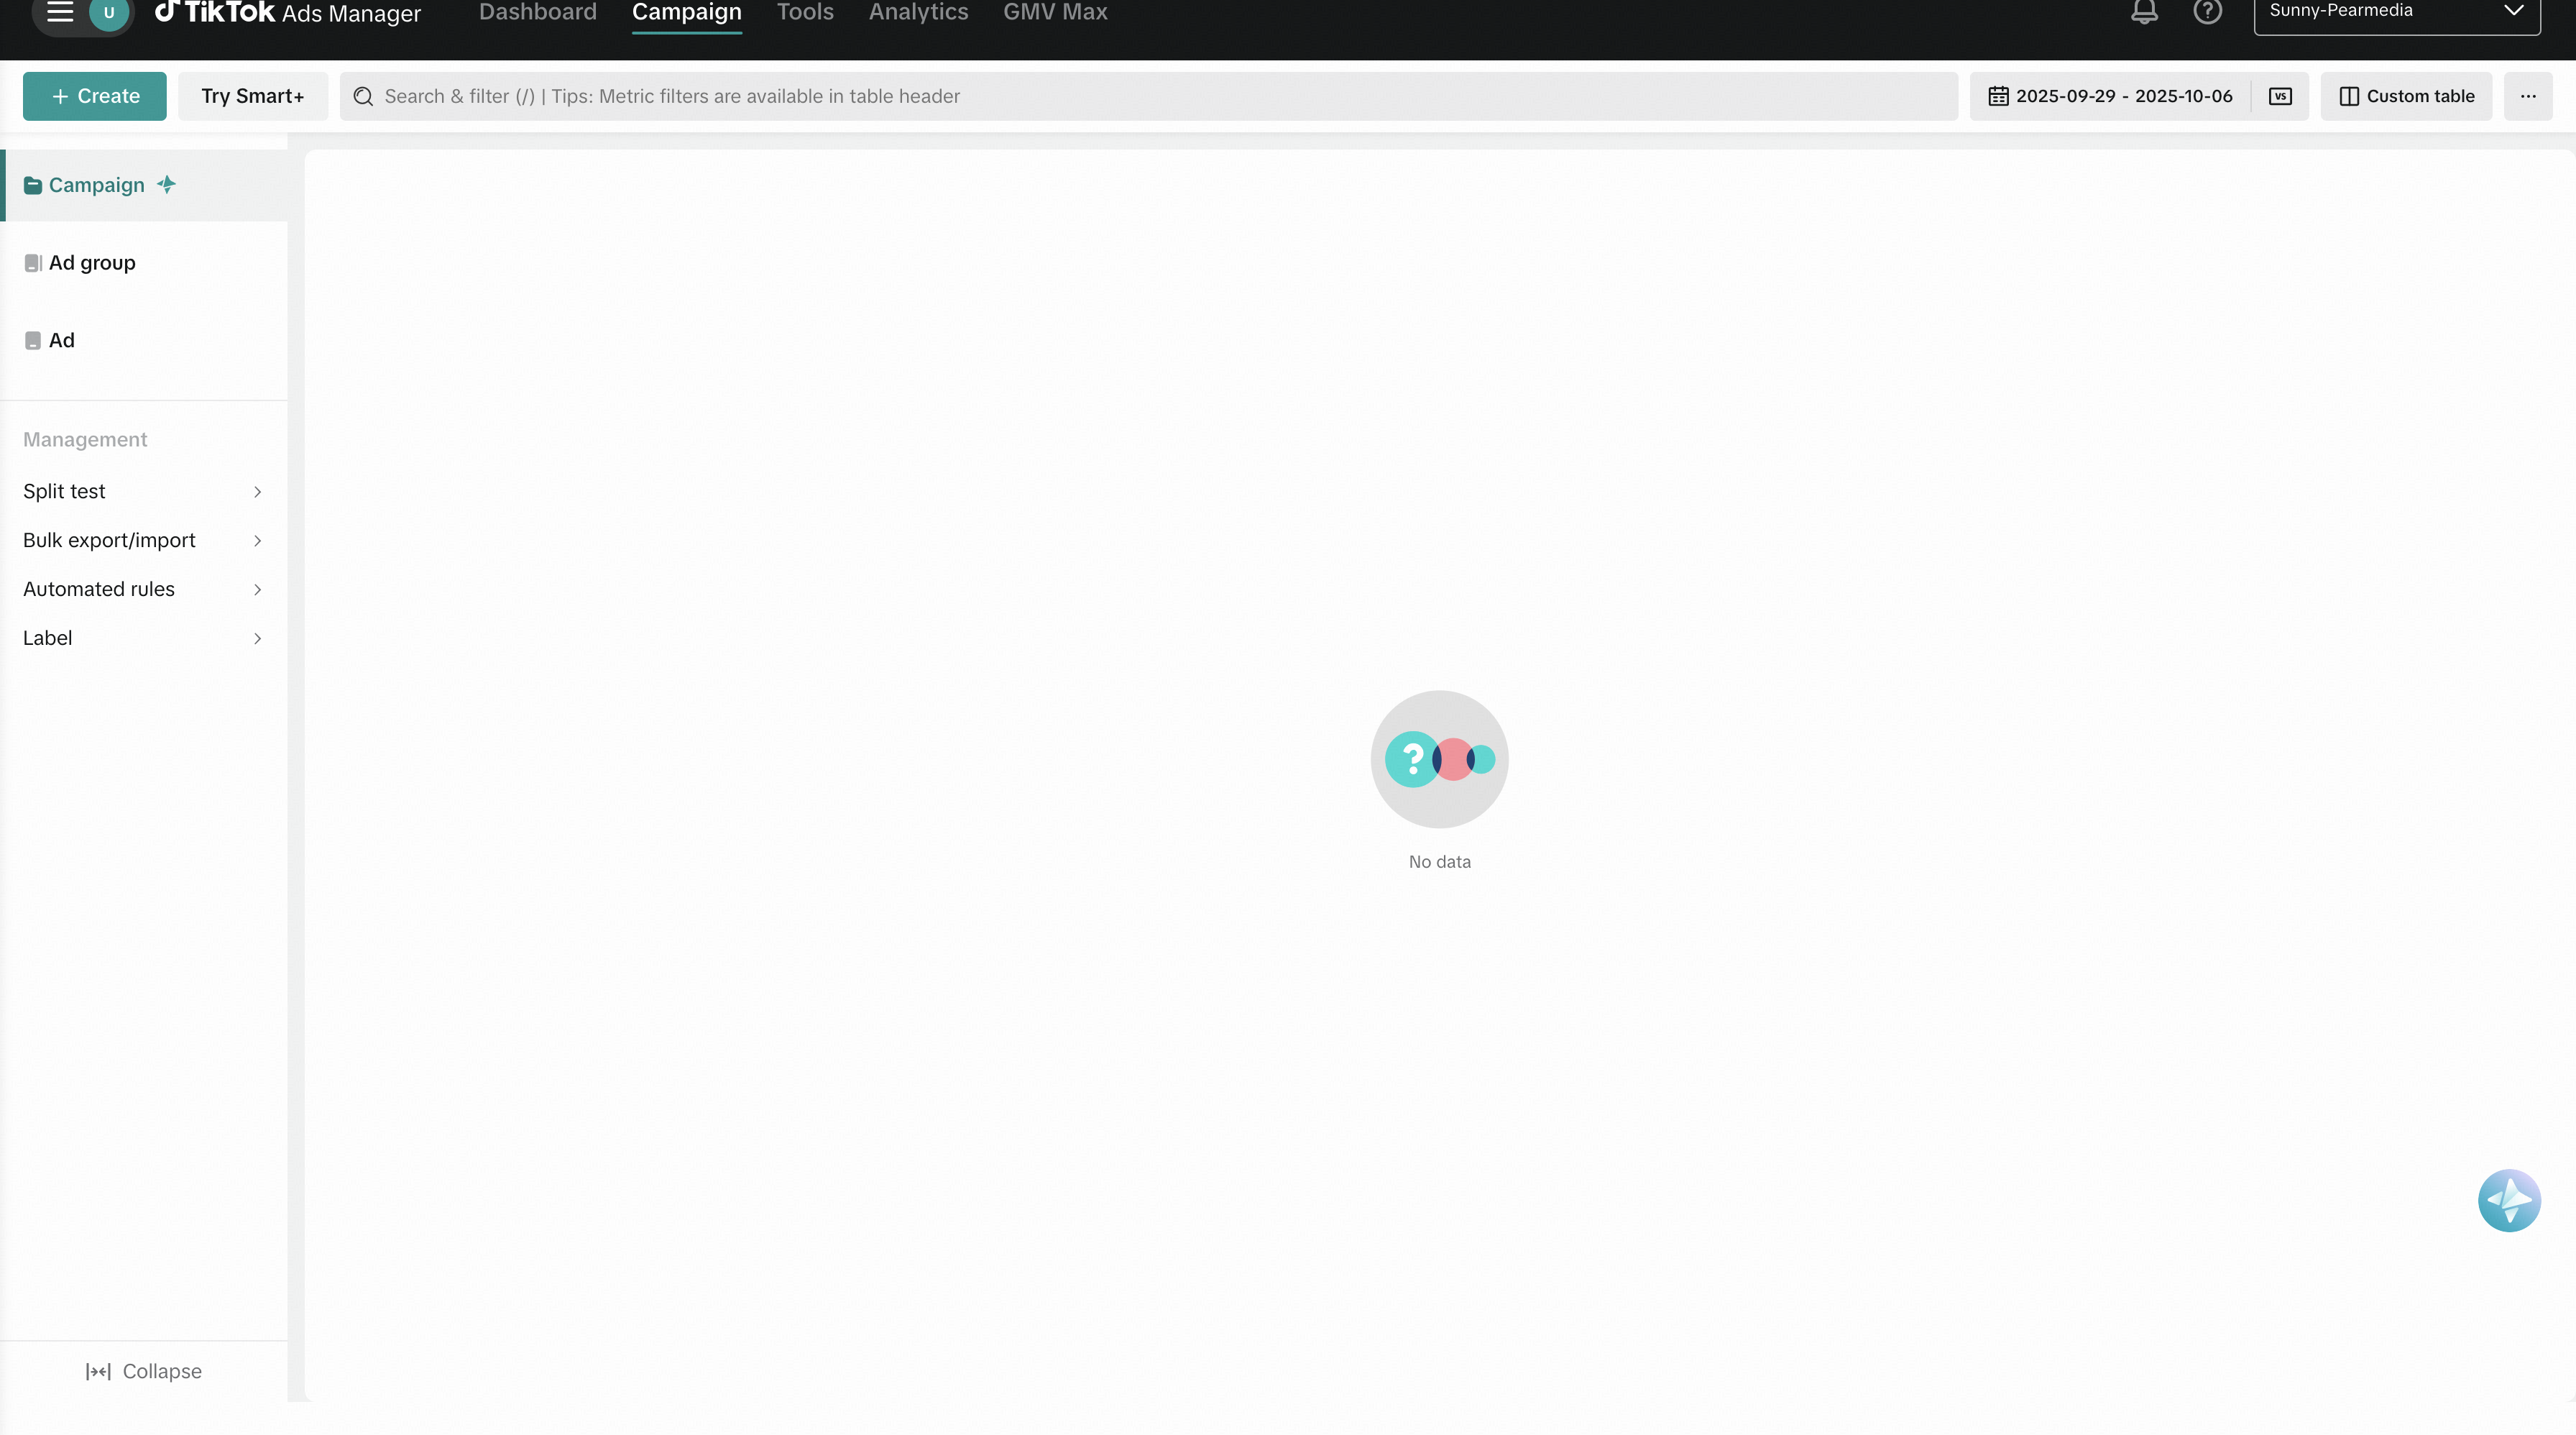 U
TikTok Ads Manager
Dashboard
Campaign
Tools
Analytics
GMV Max
Sunny-Pearmedia
+ Create
Try Smart+
Search & filter (/) | Tips: Metric filters are available in table header
2025-09-29 - 2025-10-06
VS
Custom table
Campaign
Ad group
Ad
Management
Split test
Bulk export/import
Automated rules
Label
?
No data
Collapse